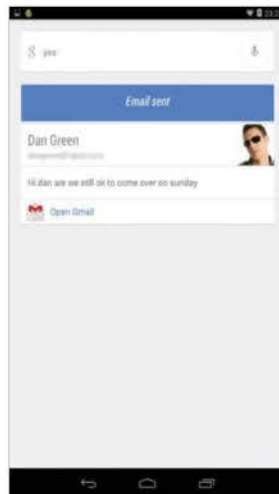 g yes
Email sent
Dan Green
Hi dan are we still ok to come over on sunday
Open Gmail